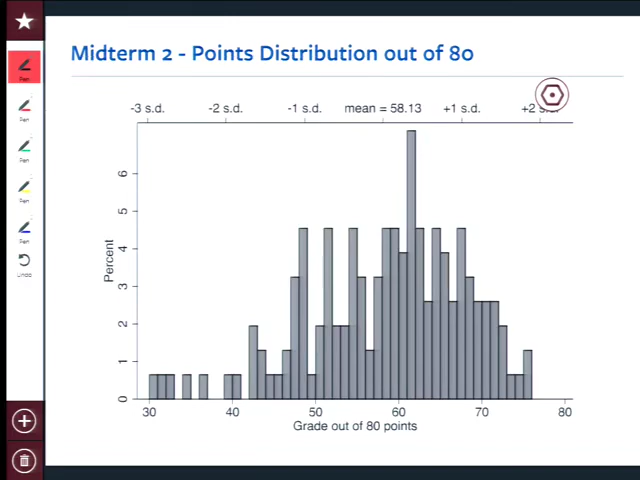 Midterm 2 - Points Distribution out of 80
-3 s.d. -2 s.d. -1 s.d. mean = 58.13 +1 s.d. +2 s.d.
Percent
6
5
4
3
2
1
0
30 40 50 60 70 80
Grade out of 80 points
Pen
Pen
Pen
Pen
Pen
Undo